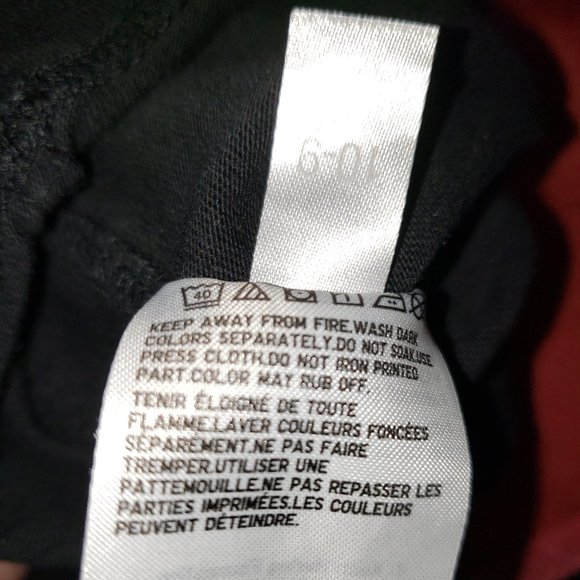 40
KEEP AWAY FROM FIRE.WASH DARK
COLORS SEPARATELY.DO NOT SOAK.USE
PRESS CLOTH.DO NOT IRON PRINTED
PART.COLOR MAY RUB OFF.
TENIR ÉLOIGNÉ DE TOUTE
FLAMME.LAVER COULEURS FONCÉES
SÉPARÉMENT.NE PAS FAIRE
TREMPER.UTILISER UNE
PATTEMOUILLE.NE PAS REPASSER LES
PARTIES IMPRIMÉES.LES COULEURS
PEUVENT DÉTEINDRE.